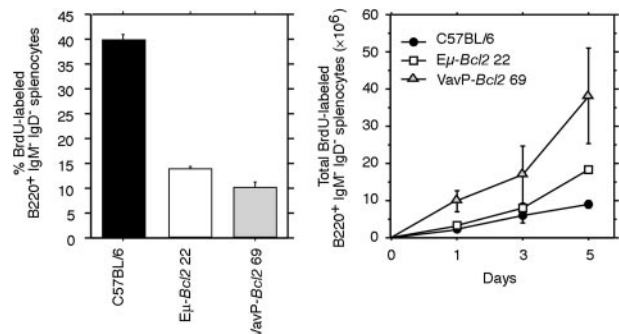 % BrdU-labeled
B220⁺ IgM⁻ IgD⁻ splenocytes
45
40
35
30
25
20
15
10
5
0
C57BL/6
Eμ-Bcl2 22
VavP-Bcl2 69
Total BrdU-labeled
B220⁺ IgM⁻ IgD⁻ splenocytes (×10⁶)
60
50
40
30
20
10
0
C57BL/6
Eμ-Bcl2 22
VavP-Bcl2 69
0 1 3 5
Days